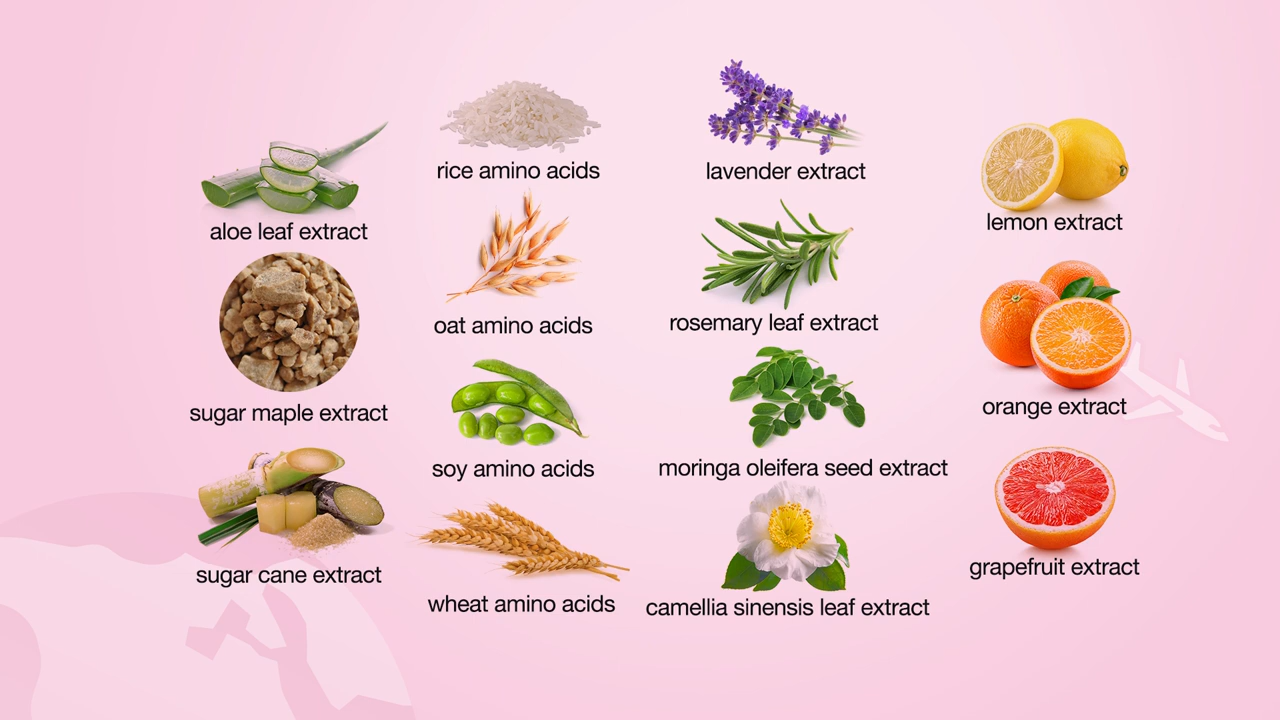 aloe leaf extract
sugar maple extract
sugar cane extract
rice amino acids
oat amino acids
soy amino acids
wheat amino acids
lavender extract
rosemary leaf extract
moringa oleifera seed extract
camellia sinensis leaf extract
lemon extract
orange extract
grapefruit extract